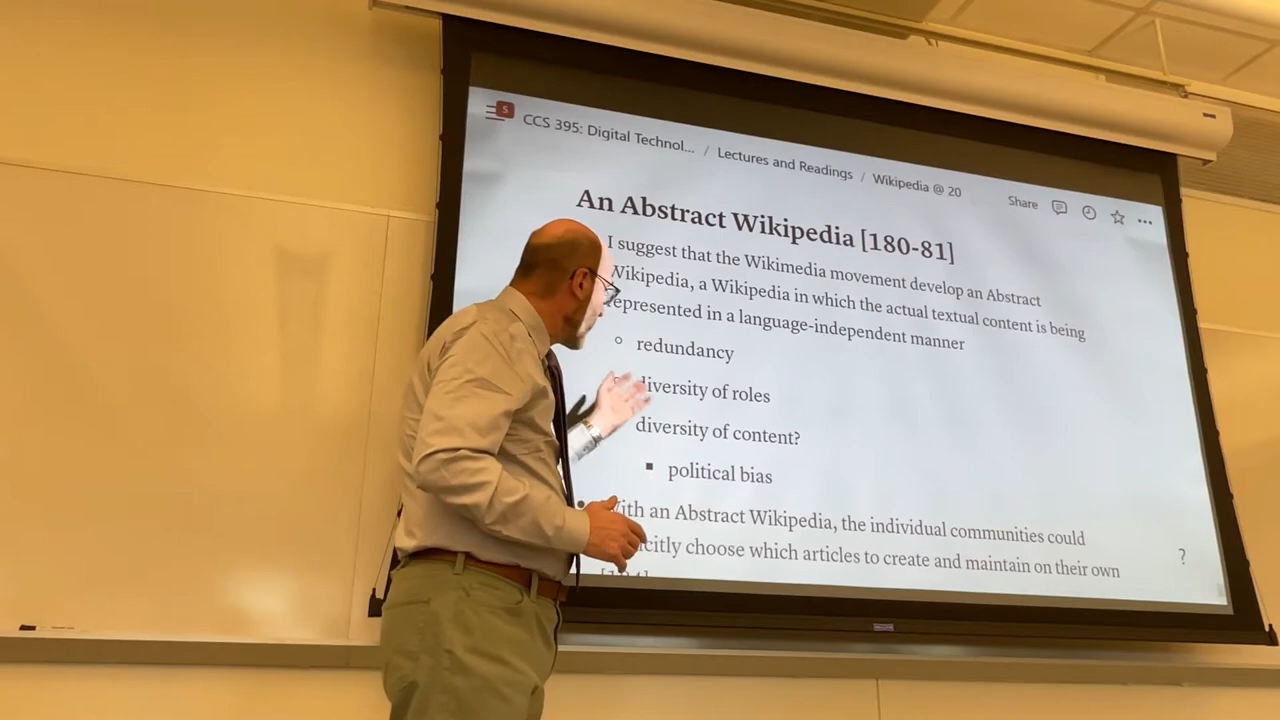 5
CCS 395: Digital Technol... / Lectures and Readings / Wikipedia @ 20
Share
An Abstract Wikipedia [180-81]
I suggest that the Wikimedia movement develop an Abstract
Wikipedia, a Wikipedia in which the actual textual content is being
represented in a language-independent manner
redundancy
diversity of roles
diversity of content?
political bias
With an Abstract Wikipedia, the individual communities could
choose which articles to create and maintain on their own
?